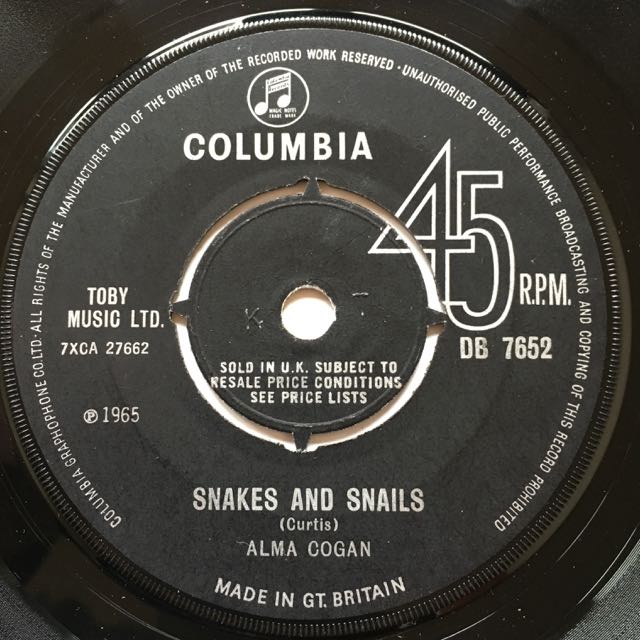 COLUMBIA GRAPHOPHONE CO. LTD. ALL RIGHTS OF THE MANUFACTURER AND OF THE OWNER OF THE RECORDED WORK RESERVED · UNAUTHORISED PUBLIC PERFORMANCE BROADCASTING AND COPYING OF THIS RECORD PROHIBITED
MAGIC NOTES
TRADE MARK
COLUMBIA
45
R.P.M.
TOBY
MUSIC LTD.
7XCA 27662
DB 7652
K T
SOLD IN U.K. SUBJECT TO
RESALE PRICE CONDITIONS
SEE PRICE LISTS
℗ 1965
SNAKES AND SNAILS
(Curtis)
ALMA COGAN
MADE IN GT. BRITAIN